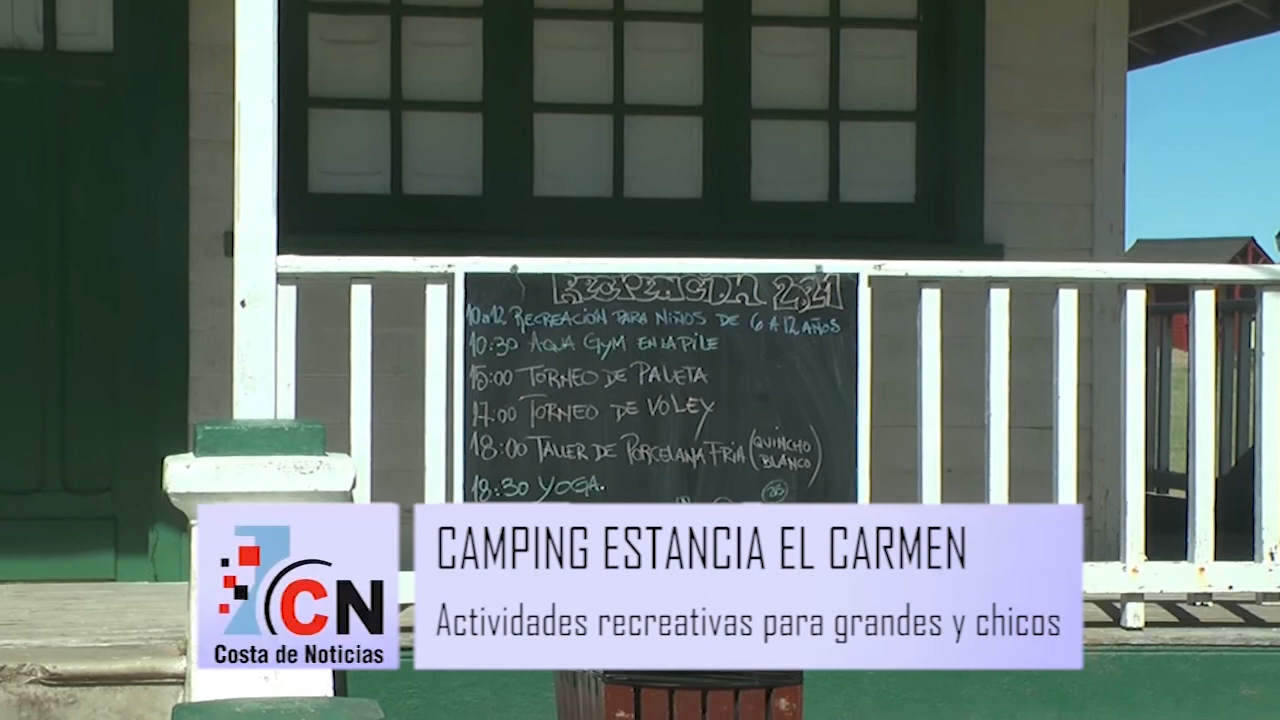 RECREACIÓN 2021
10 a 12 RECREACIÓN PARA NIÑOS DE 6 A 12 AÑOS
10:30 AQUA GYM EN LA PILE
15:00 TORNEO DE PALETA
17:00 TORNEO DE VOLEY
18:00 TALLER DE PORCELANA FRIA (QUINCHO BLANCO)
18:30 YOGA.
CAMPING ESTANCIA EL CARMEN
Actividades recreativas para grandes y chicos
CN
Costa de Noticias